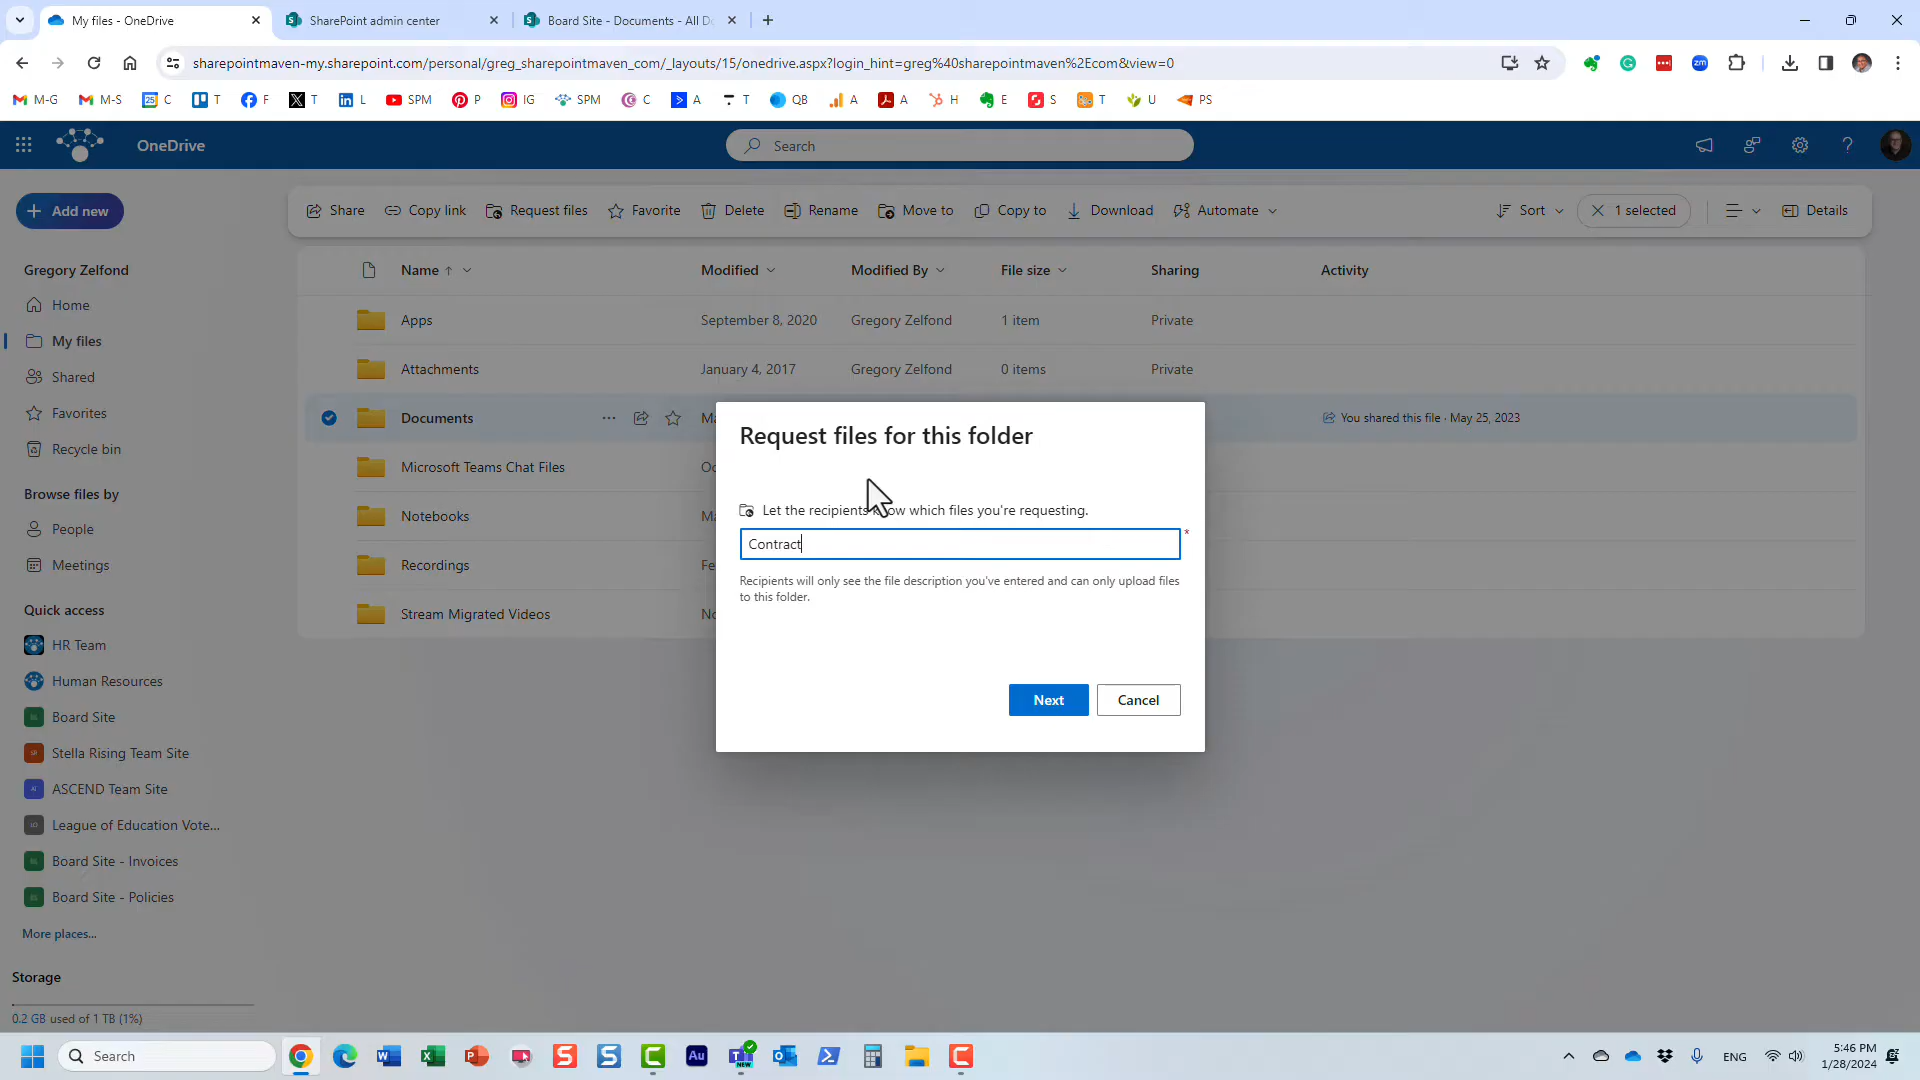 My files - OneDrive
SharePoint admin center
Board Site - Documents - All Do
sharepointmaven-my.sharepoint.com/personal/greg_sharepointmaven_com/_layouts/15/onedrive.aspx?login_hint=greg%40sharepointmaven%2Ecom&view=0
M-G M-S C T F T L SPM P IG SPM C A T QB A A H E S T U PS
OneDrive
Search
Add new
Share Copy link Request files Favorite Delete Rename Move to Copy to Download Automate Sort 1 selected Details
Gregory Zelfond
Home
My files
Shared
Favorites
Recycle bin
Browse files by
People
Meetings
Quick access
HR Team
Human Resources
Board Site
Stella Rising Team Site
ASCEND Team Site
League of Education Vote...
Board Site - Invoices
Board Site - Policies
More places...
Storage
0.2 GB used of 1 TB (1%)
Name Modified Modified By File size Sharing Activity
Apps September 8, 2020 Gregory Zelfond 1 item Private
Attachments January 4, 2017 Gregory Zelfond 0 items Private
Documents Ma You shared this file · May 25, 2023
Microsoft Teams Chat Files Oc
Notebooks Ma
Recordings Fe
Stream Migrated Videos No
Request files for this folder
Let the recipients know which files you're requesting.
Contract
*
Recipients will only see the file description you've entered and can only upload files
to this folder.
Next Cancel
Search
ENG
5:46 PM
1/28/2024